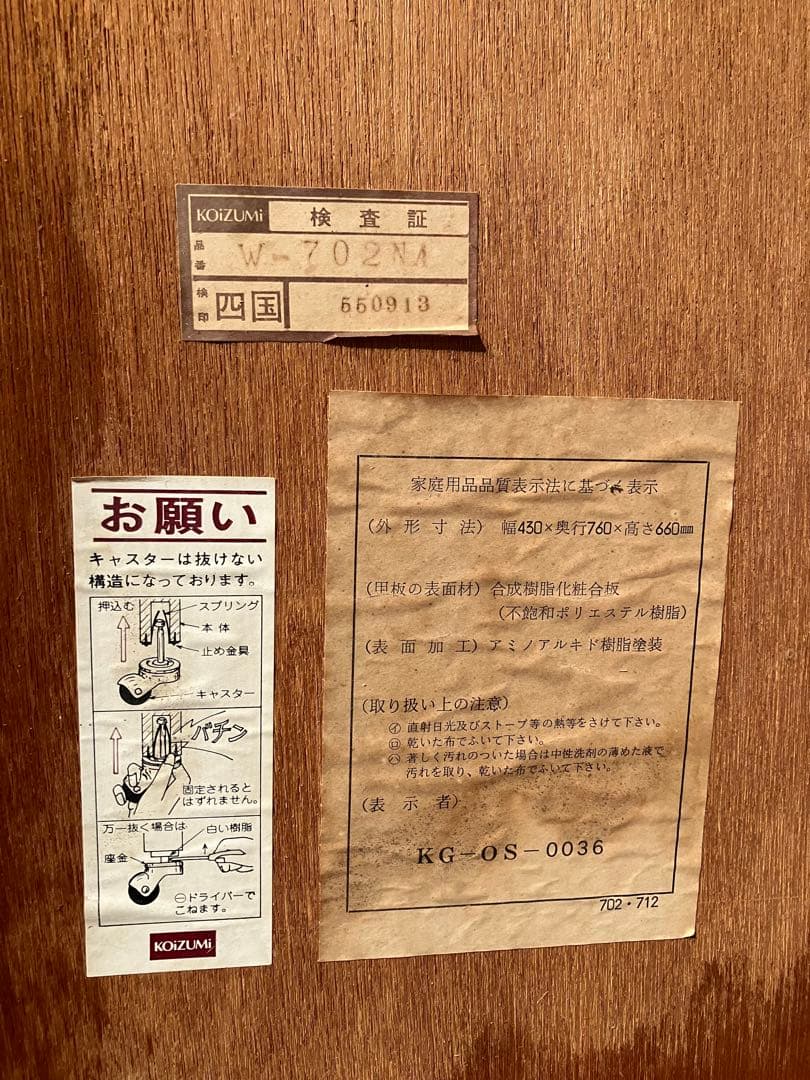 KOiZUMi 検査証
品番 W-702NA
検印 四国 550913
お願い
キャスターは抜けない
構造になっております。
押込む
スプリング
本体
止め金具
キャスター
パチン
固定されると
はずれません。
万一抜く場合は
白い樹脂
座金
㊀ドライバーで
こねます。
KOiZUMi
家庭用品品質表示法に基づく表示
(外形寸法) 幅430×奥行760×高さ660㎜
(甲板の表面材) 合成樹脂化粧合板
(不飽和ポリエステル樹脂)
(表面加工) アミノアルキド樹脂塗装
(取り扱い上の注意)
㋑ 直射日光及びストーブ等の熱等をさけて下さい。
㋺ 乾いた布でふいて下さい。
㋩ 著しく汚れのついた場合は中性洗剤の薄めた液で
汚れを取り、乾いた布でふいて下さい。
(表示者)
KG-OS-0036
702・712